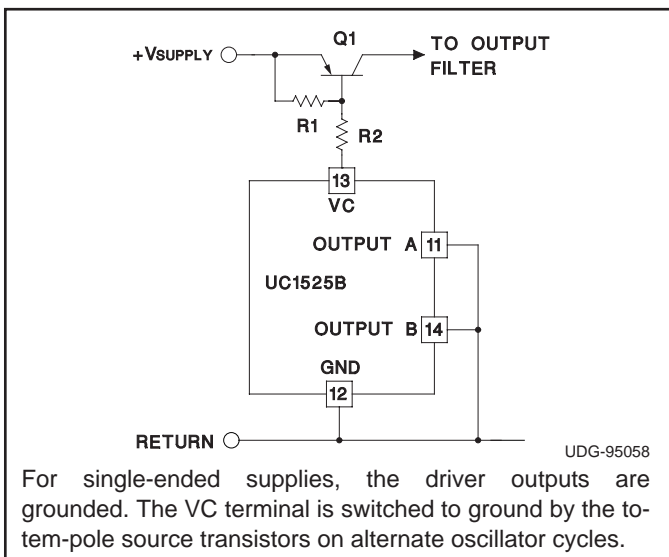 Q1
+VSUPPLY
TO OUTPUT
FILTER
R1
R2
13
VC
OUTPUT A 11
UC1525B
OUTPUT B 14
GND
12
RETURN
UDG-95058
For single-ended supplies, the driver outputs are
grounded. The VC terminal is switched to ground by the to-
tem-pole source transistors on alternate oscillator cycles.